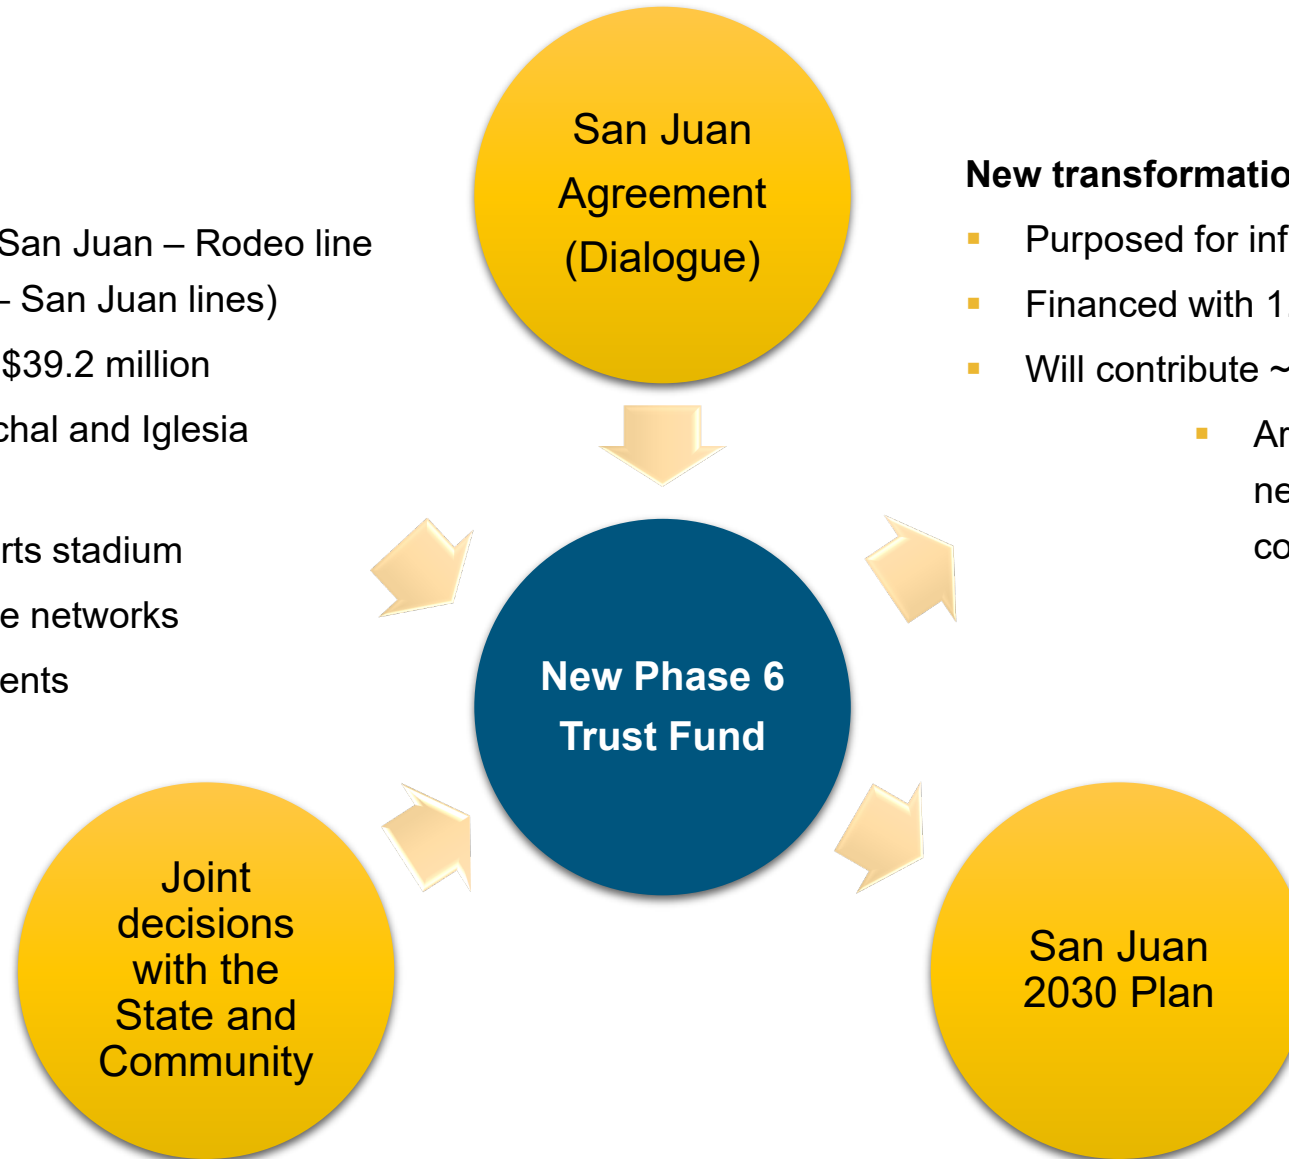 San Juan
Agreement
(Dialogue)
San Juan – Rodeo line
– San Juan lines)
$39.2 million
chal and Iglesia
rts stadium
e networks
ents
New transformatio
Purposed for inf
Financed with 1
Will contribute ~
Ar
ne
co
New Phase 6
Trust Fund
Joint
decisions
with the
State and
Community
San Juan
2030 Plan